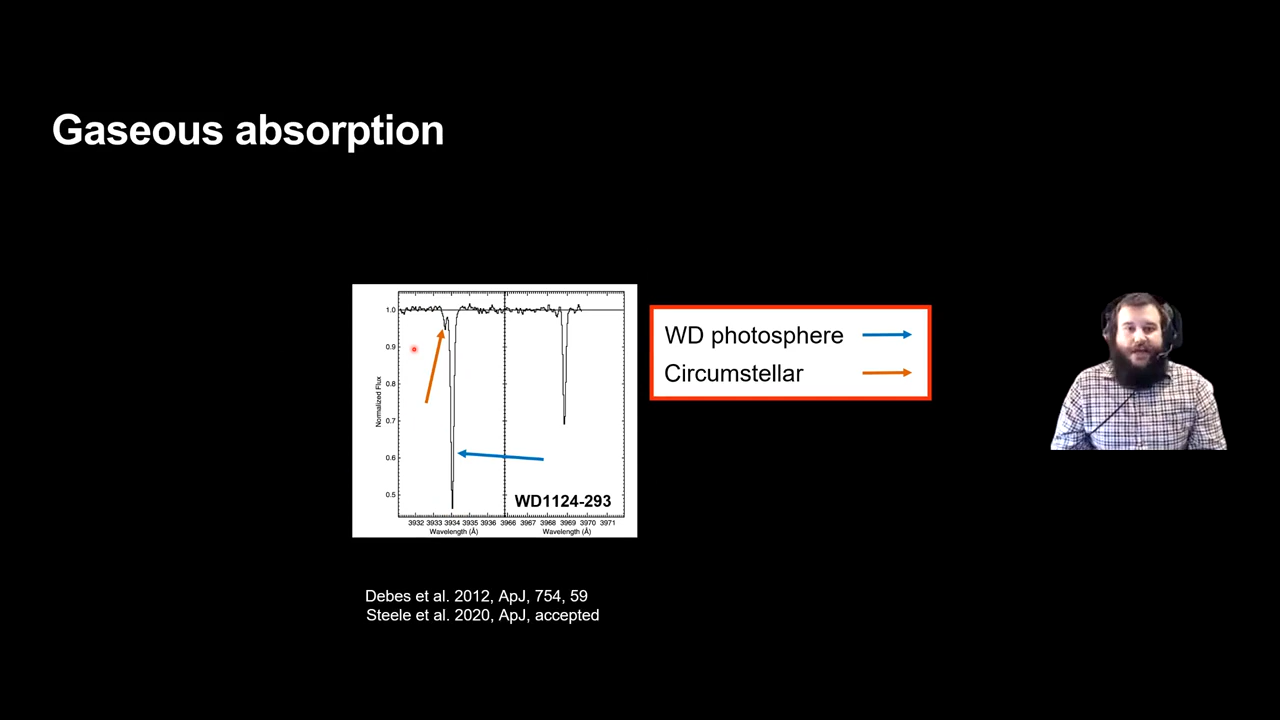 Gaseous absorption
1.0
0.9
0.8
0.7
0.6
0.5
Normalized Flux
WD1124-293
3932 3933 3934 3935 3936 3966 3967 3968 3969 3970 3971
Wavelength (Å) Wavelength (Å)
WD photosphere
Circumstellar
Debes et al. 2012, ApJ, 754, 59
Steele et al. 2020, ApJ, accepted